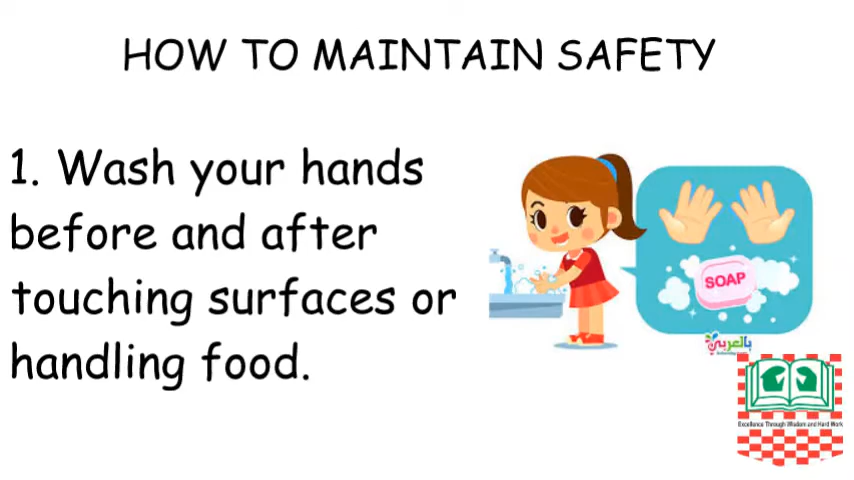 HOW TO MAINTAIN SAFETY
1. Wash your hands
before and after
touching surfaces or
handling food.
SOAP
بالعربي
Excellence Through Wisdom and Hard Work